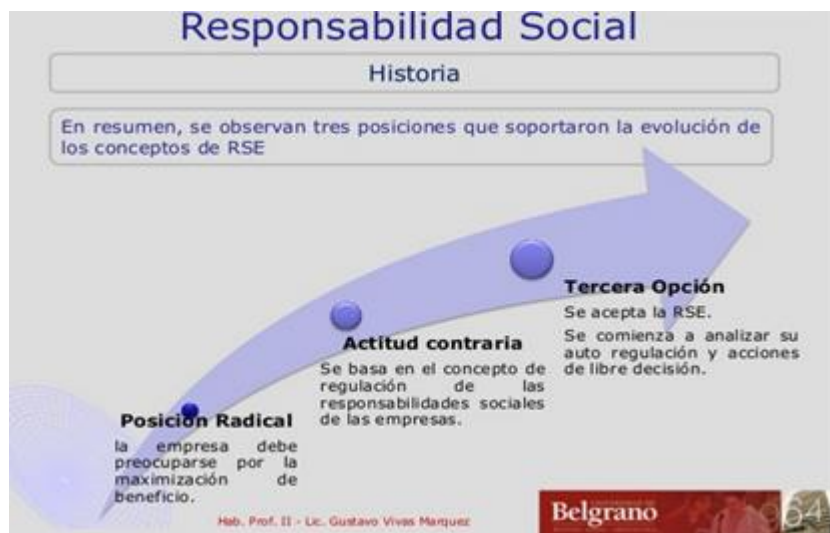 Responsabilidad Social
Historia
En resumen, se observan tres posiciones que soportaron la evolución de
los conceptos de RSE
Tercera Opción
Se acepta la RSE.
Se comienza a analizar su
auto regulación y acciones
de libre decisión.
Actitud contraria
Se basa en el concepto de
regulación de las
responsabilidades sociales
de las empresas.
Posición Radical
la empresa debe
preocuparse por la
maximización de
beneficio.
Hab. Prof. II - Lic. Gustavo Vivas Marquez
Belgrano
964